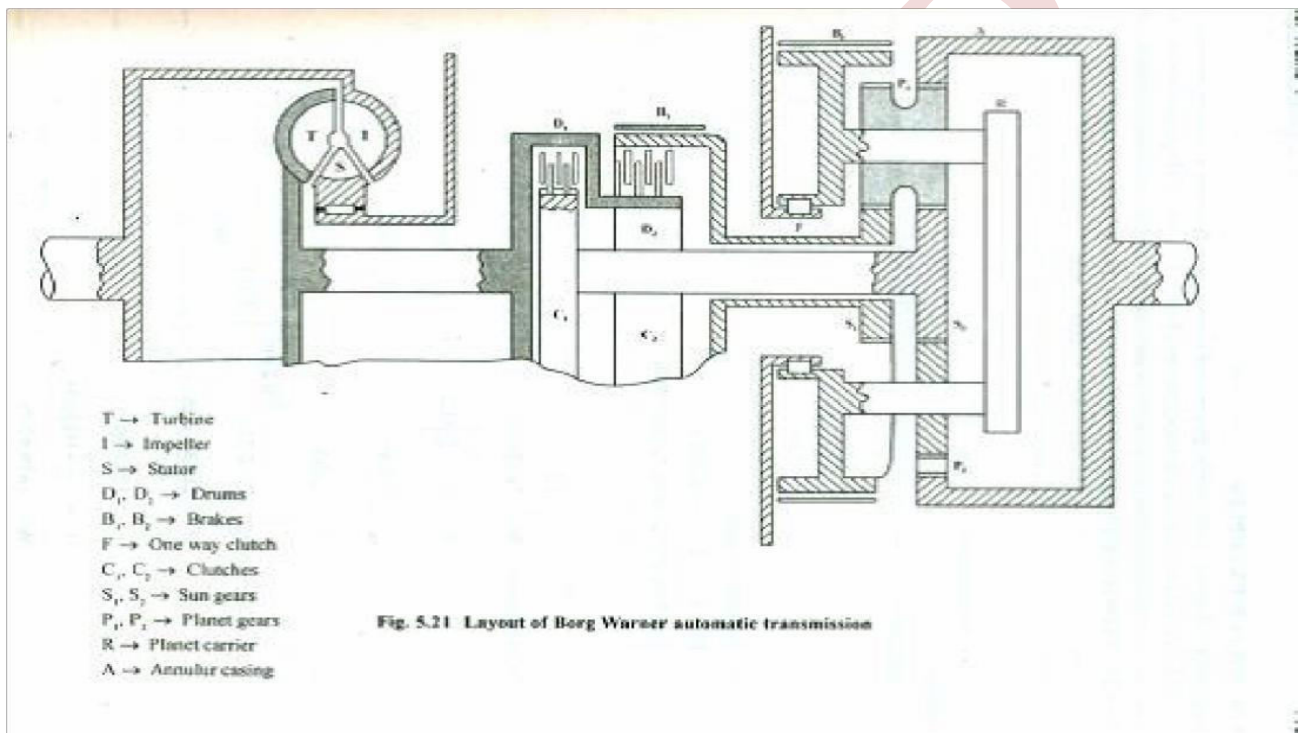 B₂
A
P₁
R
D₁
B₁
T I
S
D₂
F
C₁
C₂
S₁
S₂
P₂
T → Turbine
I → Impeller
S → Stator
D₁, D₂ → Drums
B₁, B₂ → Brakes
F → One way clutch
C₁, C₂ → Clutches
S₁, S₂ → Sun gears
P₁, P₂ → Planet gears
R → Planet carrier
A → Annulur casing
Fig. 5.21 Layout of Borg Warner automatic transmission